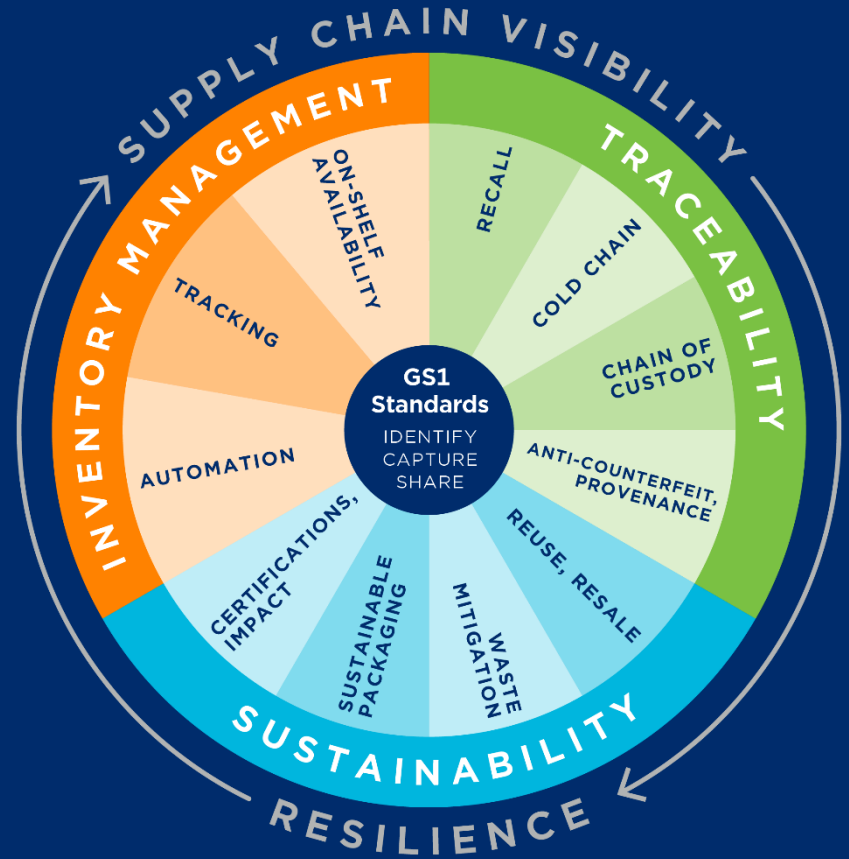 SUPPLY CHAIN VISIBILITY
INVENTORY MANAGEMENT
TRACEABILITY
ON-SHELF
AVAILABILITY
TRACKING
AUTOMATION
RECALL
COLD CHAIN
CHAIN OF
CUSTODY
ANTI-COUNTERFEIT,
PROVENANCE
GS1
Standards
IDENTIFY
CAPTURE
SHARE
REUSE, RESALE
WASTE
MITIGATION
SUSTAINABLE
PACKAGING
CERTIFICATIONS,
IMPACT
SUSTAINABILITY
RESILIENCE